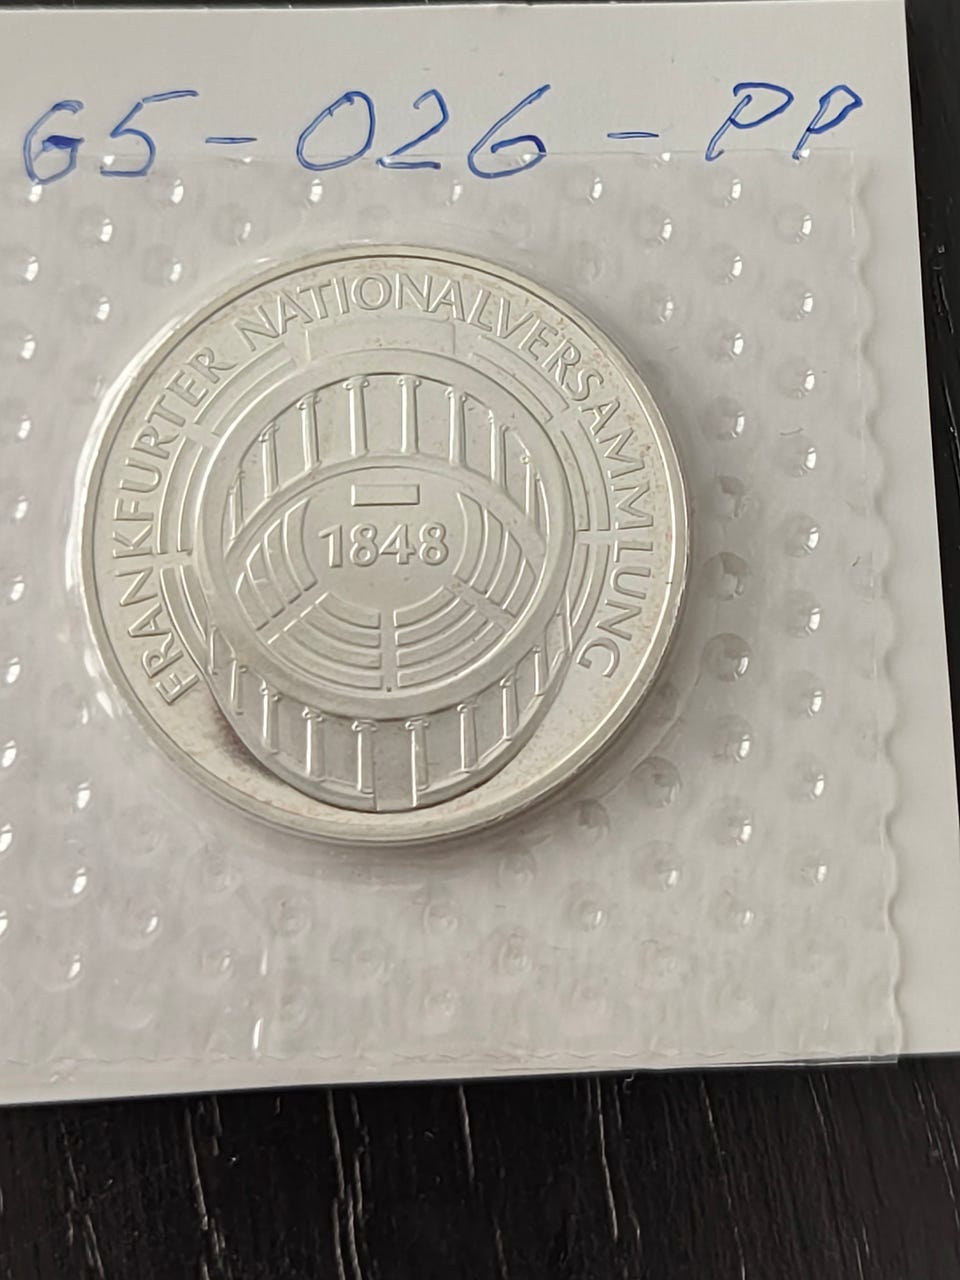 G5-026-PP
FRANKFURTER NATIONALVERSAMMLUNG
1848